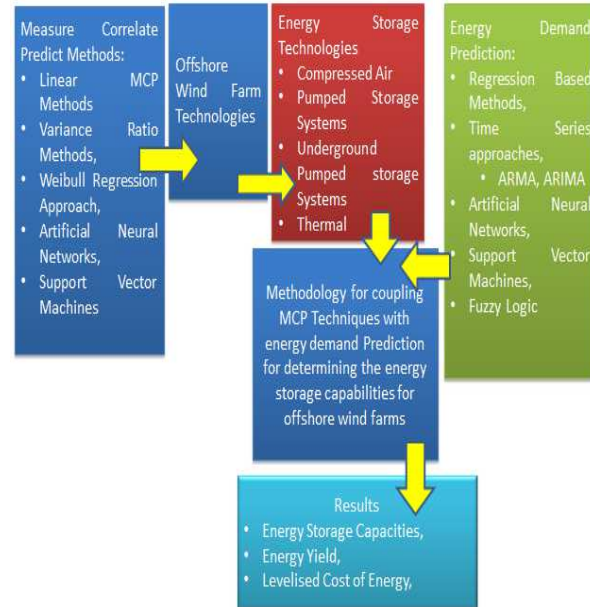 Measure Correlate
Predict Methods:
• Linear MCP
Methods
• Variance Ratio
Methods,
• Weibull Regression
Approach,
• Artificial Neural
Networks,
• Support Vector
Machines
Offshore
Wind Farm
Technologies
Energy Storage
Technologies
• Compressed Air
• Pumped Storage
Systems
• Underground
• Pumped storage
Systems
• Thermal
Energy Demand
Prediction:
• Regression Based
Methods,
• Time Series
approaches,
• ARMA, ARIMA
• Artificial Neural
Networks,
• Support Vector
Machines,
• Fuzzy Logic
Methodology for coupling
MCP Techniques with
energy demand Prediction
for determining the energy
storage capabilities for
offshore wind farms
Results
• Energy Storage Capacities,
• Energy Yield,
• Levelised Cost of Energy,